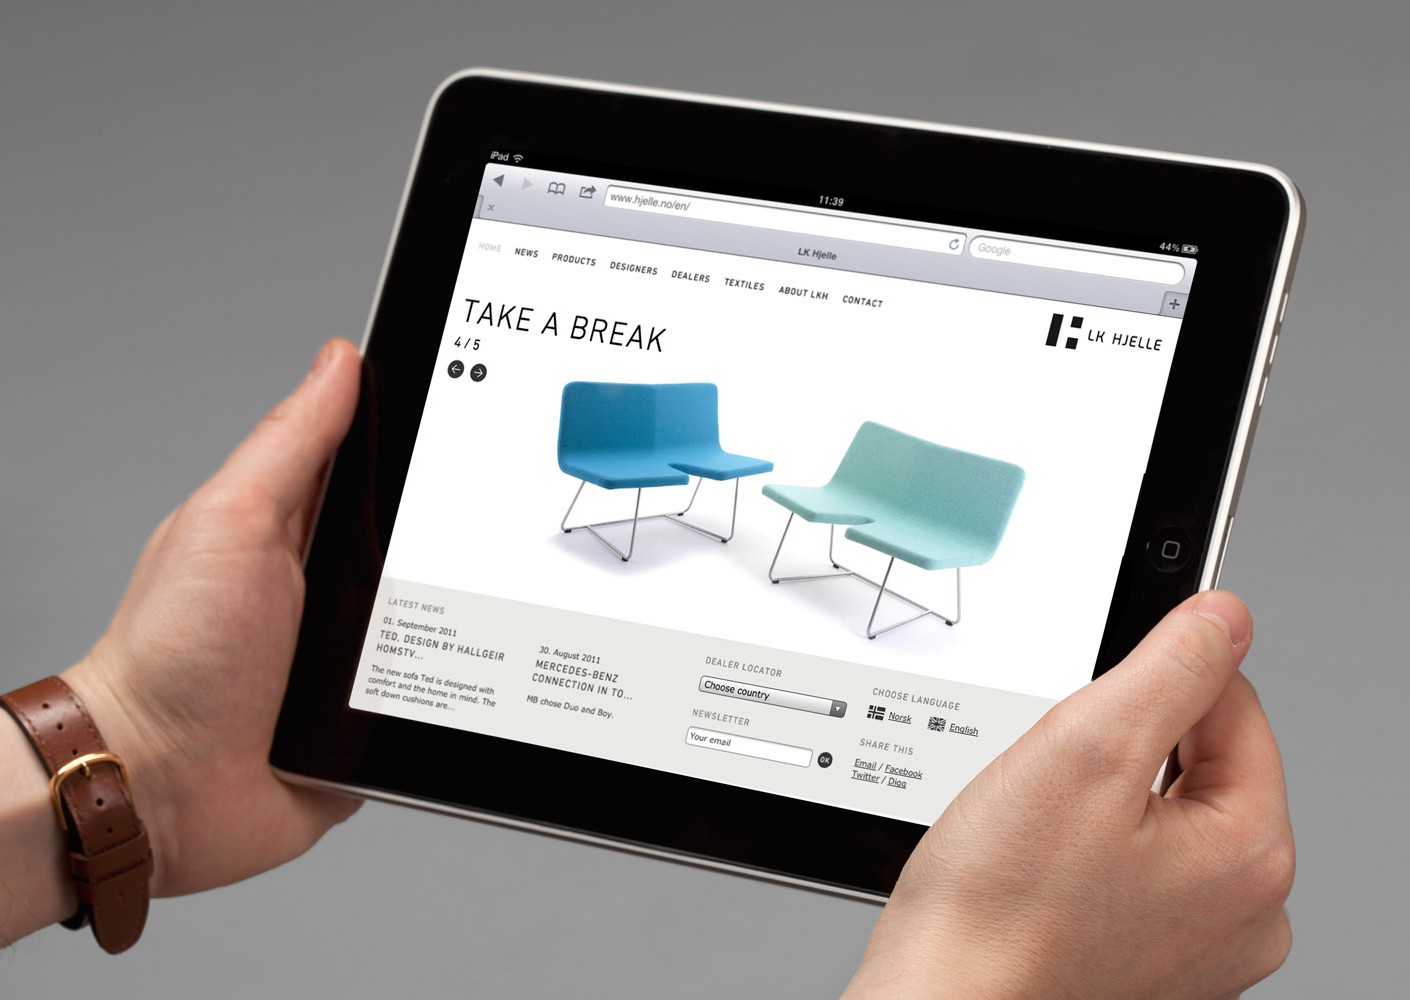 iPad
11:39
44%
www.hjelle.no/en/
Google
LK Hjelle
HOME NEWS PRODUCTS DESIGNERS DEALERS TEXTILES ABOUT LKH CONTACT
TAKE A BREAK
4 / 5
LK HJELLE
LATEST NEWS
01. September 2011
TED, DESIGN BY HALLGEIR
HOMSTV...
The new sofa Ted is designed with
comfort and the home in mind. The
soft down cushions are...
30. August 2011
MERCEDES-BENZ
CONNECTION IN TO...
MB chose Duo and Boy.
DEALER LOCATOR
Choose country
NEWSLETTER
Your email
OK
CHOOSE LANGUAGE
Norsk English
SHARE THIS
Email / Facebook
Twitter / Digg